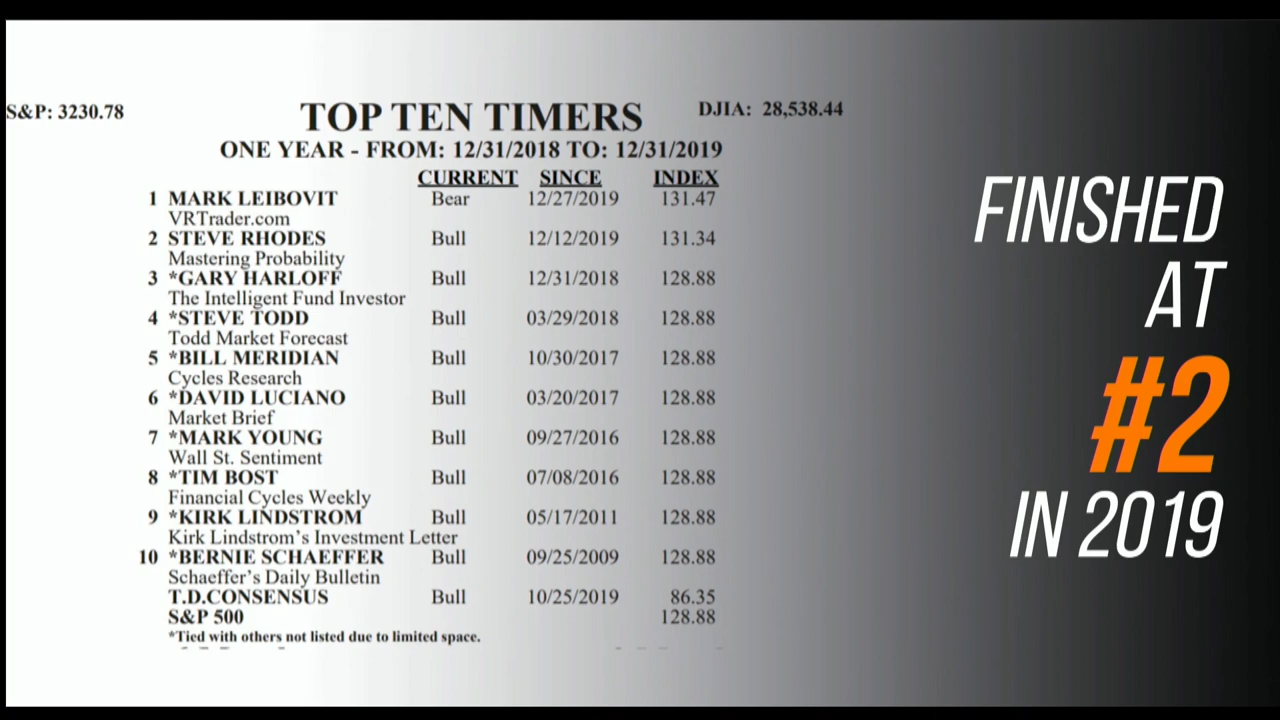 S&P: 3230.78
TOP TEN TIMERS
DJIA: 28,538.44
ONE YEAR - FROM: 12/31/2018 TO: 12/31/2019
CURRENT SINCE INDEX
1 MARK LEIBOVIT Bear 12/27/2019 131.47
VRTrader.com
2 STEVE RHODES Bull 12/12/2019 131.34
Mastering Probability
3 *GARY HARLOFF Bull 12/31/2018 128.88
The Intelligent Fund Investor
4 *STEVE TODD Bull 03/29/2018 128.88
Todd Market Forecast
5 *BILL MERIDIAN Bull 10/30/2017 128.88
Cycles Research
6 *DAVID LUCIANO Bull 03/20/2017 128.88
Market Brief
7 *MARK YOUNG Bull 09/27/2016 128.88
Wall St. Sentiment
8 *TIM BOST Bull 07/08/2016 128.88
Financial Cycles Weekly
9 *KIRK LINDSTROM Bull 05/17/2011 128.88
Kirk Lindstrom's Investment Letter
10 *BERNIE SCHAEFFER Bull 09/25/2009 128.88
Schaeffer's Daily Bulletin
T.D.CONSENSUS Bull 10/25/2019 86.35
S&P 500 128.88
*Tied with others not listed due to limited space.
FINISHED
AT
#2
IN 2019